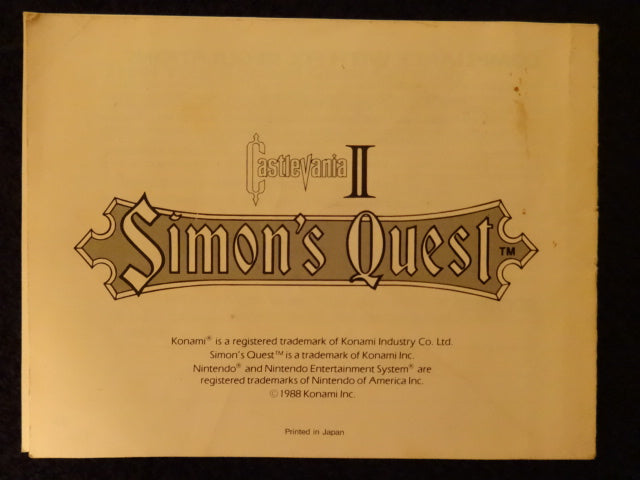 Castlevania II
Simon's Quest™
Konami® is a registered trademark of Konami Industry Co. Ltd.
Simon's Quest™ is a trademark of Konami Inc.
Nintendo® and Nintendo Entertainment System® are
registered trademarks of Nintendo of America Inc.
©1988 Konami Inc.
Printed in Japan